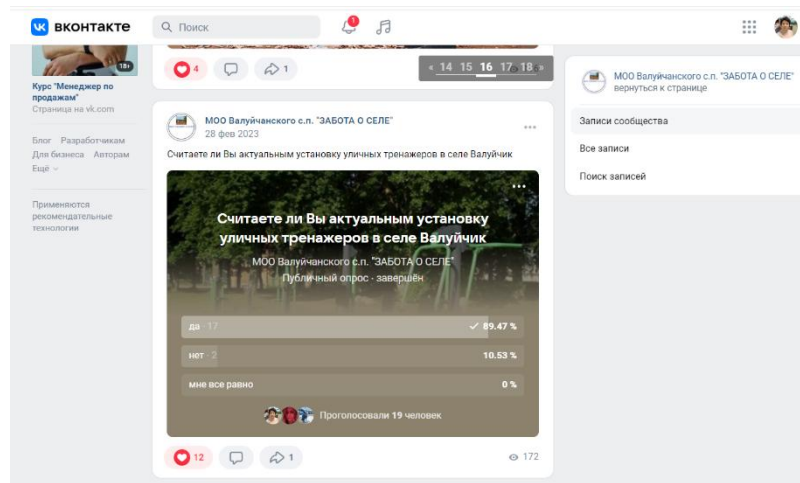 вконтакте
Поиск
1
18+
Курс "Менеджер по
продажам"
Страница на vk.com
Блог Разработчикам
Для бизнеса Авторам
Ещё
Применяются
рекомендательные
технологии
4
1
« 14 15 16 17 18 »
МОО Валуйчанского с.п. "ЗАБОТА О СЕЛЕ"
28 фев 2023
Считаете ли Вы актуальным установку уличных тренажеров в селе Валуйчик
Считаете ли Вы актуальным установку
уличных тренажеров в селе Валуйчик
МОО Валуйчанского с.п. "ЗАБОТА О СЕЛЕ"
Публичный опрос · завершён
да · 17 89.47 %
нет · 2 10.53 %
мне все равно 0 %
Проголосовали 19 человек
12
1
172
МОО Валуйчанского с.п. "ЗАБОТА О СЕЛЕ"
вернуться к странице
Записи сообщества
Все записи
Поиск записей